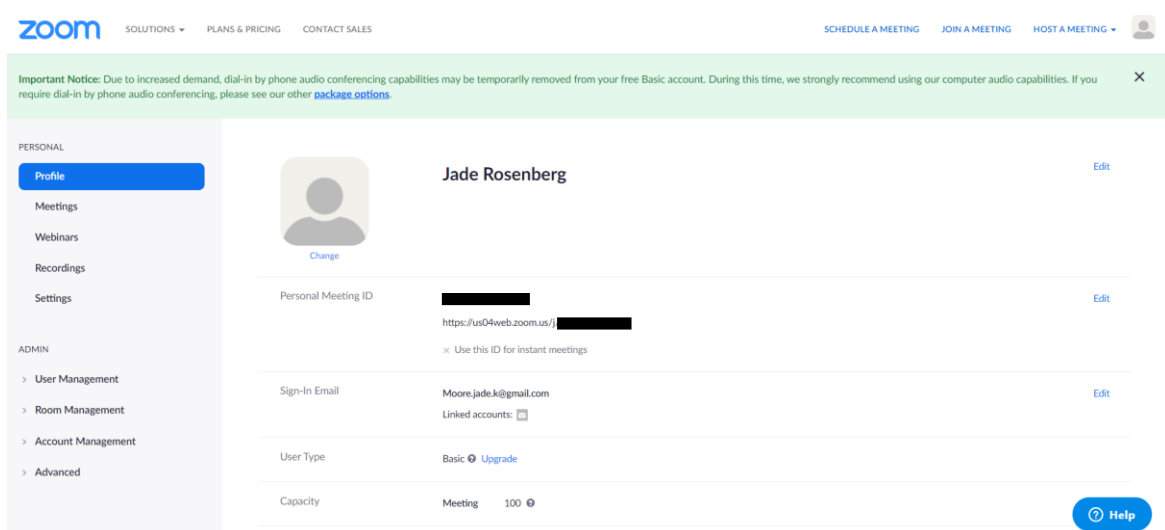 zoom SOLUTIONS PLANS & PRICING CONTACT SALES SCHEDULE A MEETING JOIN A MEETING HOST A MEETING
Important Notice: Due to increased demand, dial-in by phone audio conferencing capabilities may be temporarily removed from your free Basic account. During this time, we strongly recommend using our computer audio capabilities. If you
require dial-in by phone audio conferencing, please see our other package options.
PERSONAL
Profile
Meetings
Webinars
Recordings
Settings
ADMIN
User Management
Room Management
Account Management
Advanced
Jade Rosenberg
Edit
Change
Personal Meeting ID
Edit
https://us04web.zoom.us/j
Use this ID for instant meetings
Sign-In Email
Moore.jade.k@gmail.com
Edit
Linked accounts:
User Type
Basic Upgrade
Capacity
Meeting 100
Help